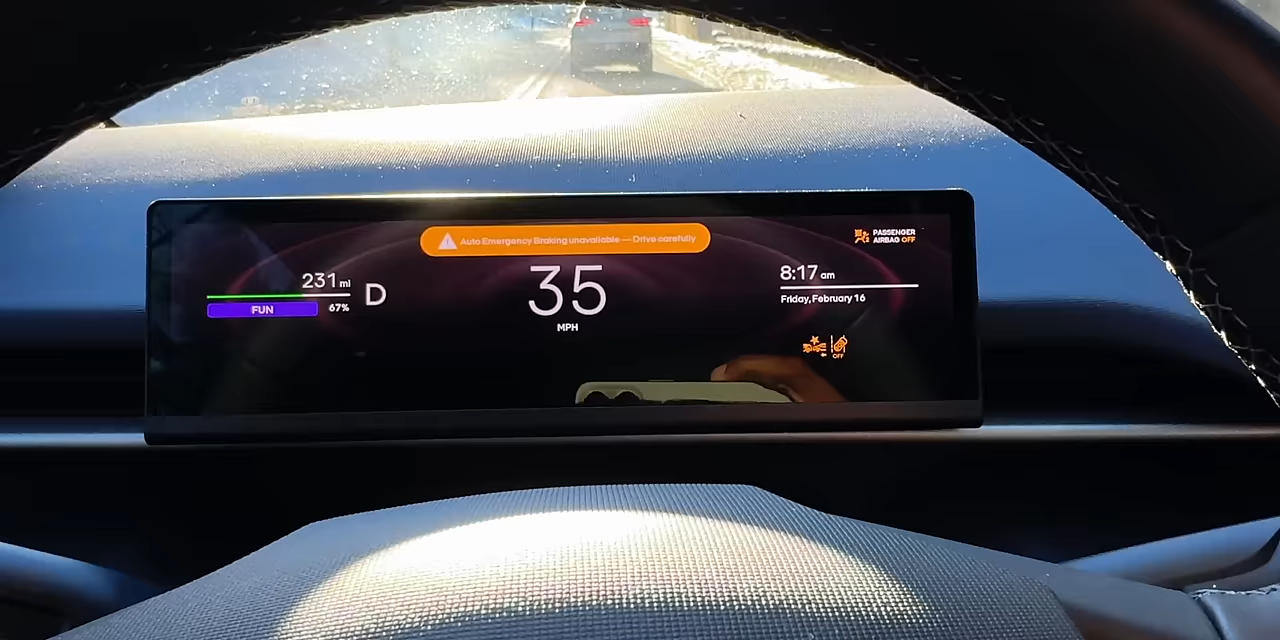 Auto Emergency Braking unavailable — Drive carefully
PASSENGER
AIRBAG OFF
231 mi
D
FUN
67%
35
MPH
8:17 am
Friday, February 16
OFF